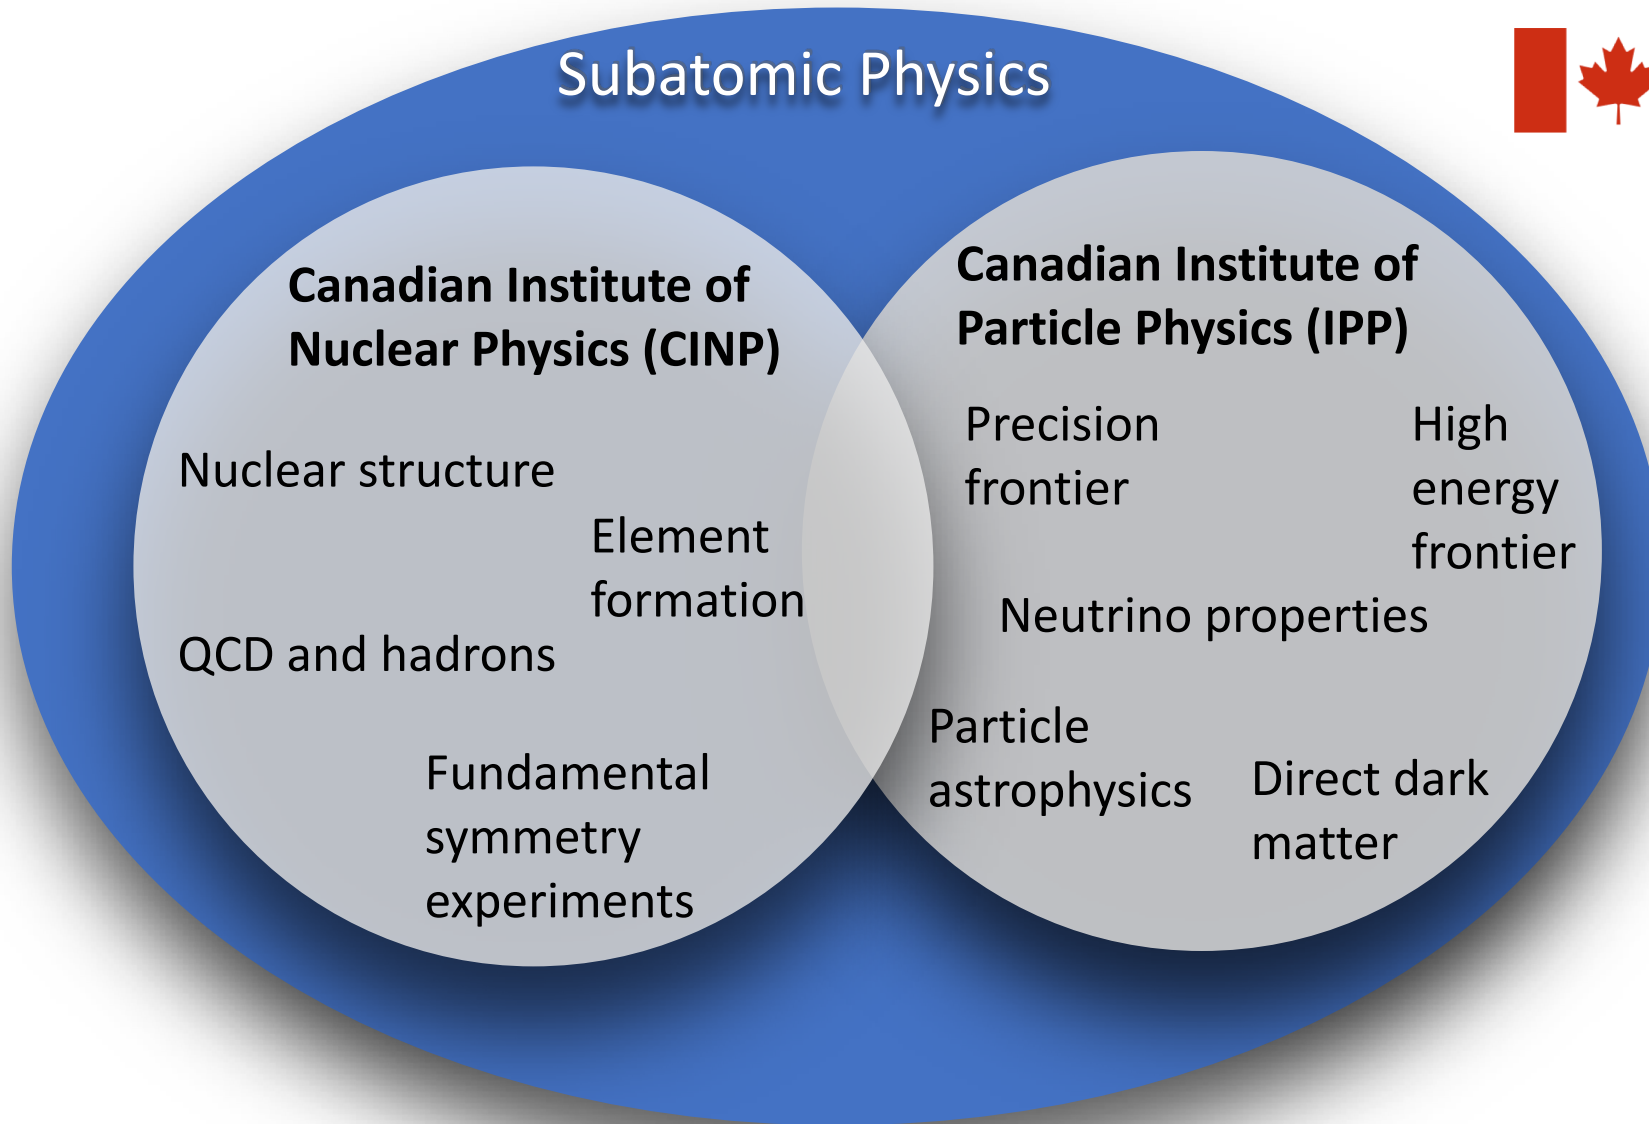 Subatomic Physics
Canadian Institute of
Nuclear Physics (CINP)
Nuclear structure
Element
formation
QCD and hadrons
Fundamental
symmetry
experiments
Canadian Institute of
Particle Physics (IPP)
Precision
frontier
High
energy
frontier
Neutrino properties
Particle
astrophysics
Direct dark
matter